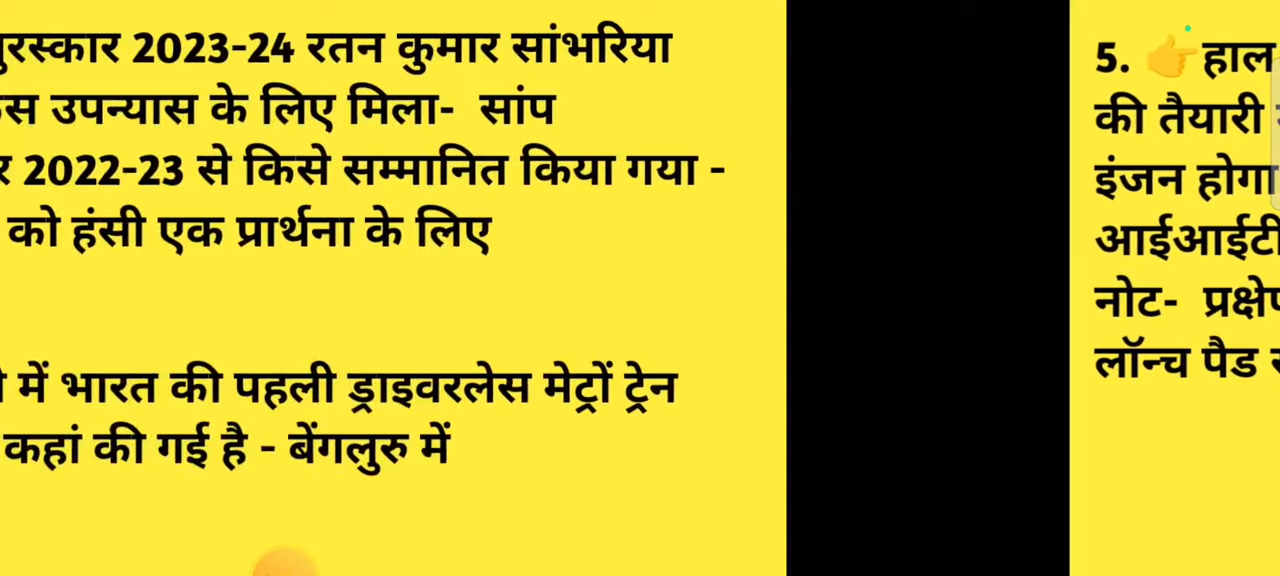 पुरस्कार 2023-24 रतन कुमार सांभरिया
उपन्यास के लिए मिला- सांप
2022-23 से किसे सम्मानित किया गया -
को हंसी एक प्रार्थना के लिए
में भारत की पहली ड्राइवरलेस मेट्रों ट्रेन
कहां की गई है - बेंगलुरु में
5. 👉हाल
की तैयारी
इंजन होगा
आईआईटी
नोट- प्रक्षेप
लॉन्च पैड